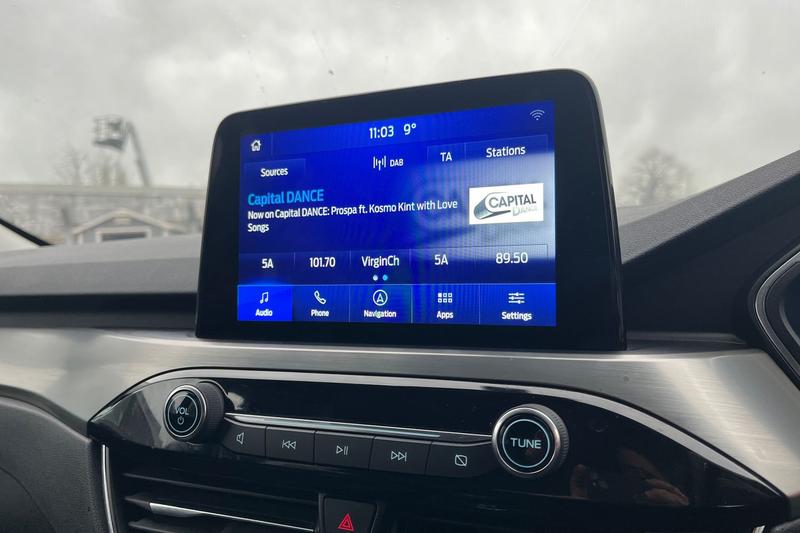 11:03 9°
DAB
TA
Stations
Sources
Capital DANCE
Now on Capital DANCE: Prospa ft. Kosmo Kint with Love
Songs
CAPITAL
DANCE
5A 101.70 VirginCh 5A 89.50
Audio Phone Navigation Apps Settings
VOL
TUNE